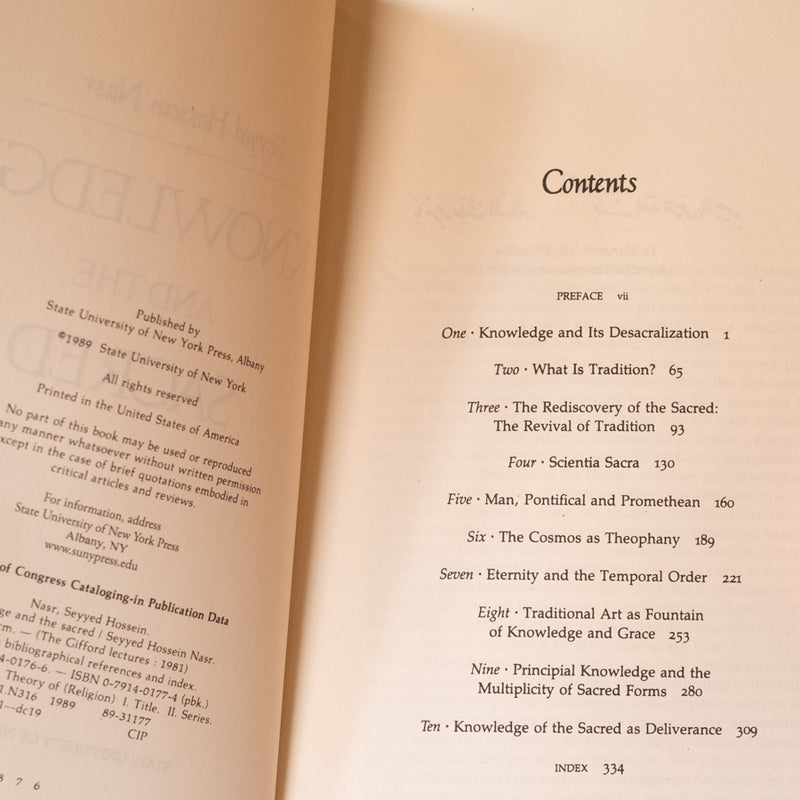 Published by
State University of New York Press, Albany
©1989 State University of New York
All rights reserved
Printed in the United States of America
No part of this book may be used or reproduced
any manner whatsoever without written permission
except in the case of brief quotations embodied in
critical articles and reviews.
For information, address
State University of New York Press
Albany, NY
www.sunypress.edu
of Congress Cataloging-in Publication Data
Nasr, Seyyed Hossein.
ge and the sacred / Seyyed Hossein Nasr.
m. — (The Gifford lectures : 1981)
bibliographical references and index.
4-0176-6. — ISBN 0-7914-0177-4 (pbk.)
Theory of (Religion) I. Title. II. Series.
1.N316 1989 89-31177
1—dc19
CIP
8 7 6
Contents
PREFACE vii
One · Knowledge and Its Desacralization 1
Two · What Is Tradition? 65
Three · The Rediscovery of the Sacred:
The Revival of Tradition 93
Four · Scientia Sacra 130
Five · Man, Pontifical and Promethean 160
Six · The Cosmos as Theophany 189
Seven · Eternity and the Temporal Order 221
Eight · Traditional Art as Fountain
of Knowledge and Grace 253
Nine · Principial Knowledge and the
Multiplicity of Sacred Forms 280
Ten · Knowledge of the Sacred as Deliverance 309
INDEX 334